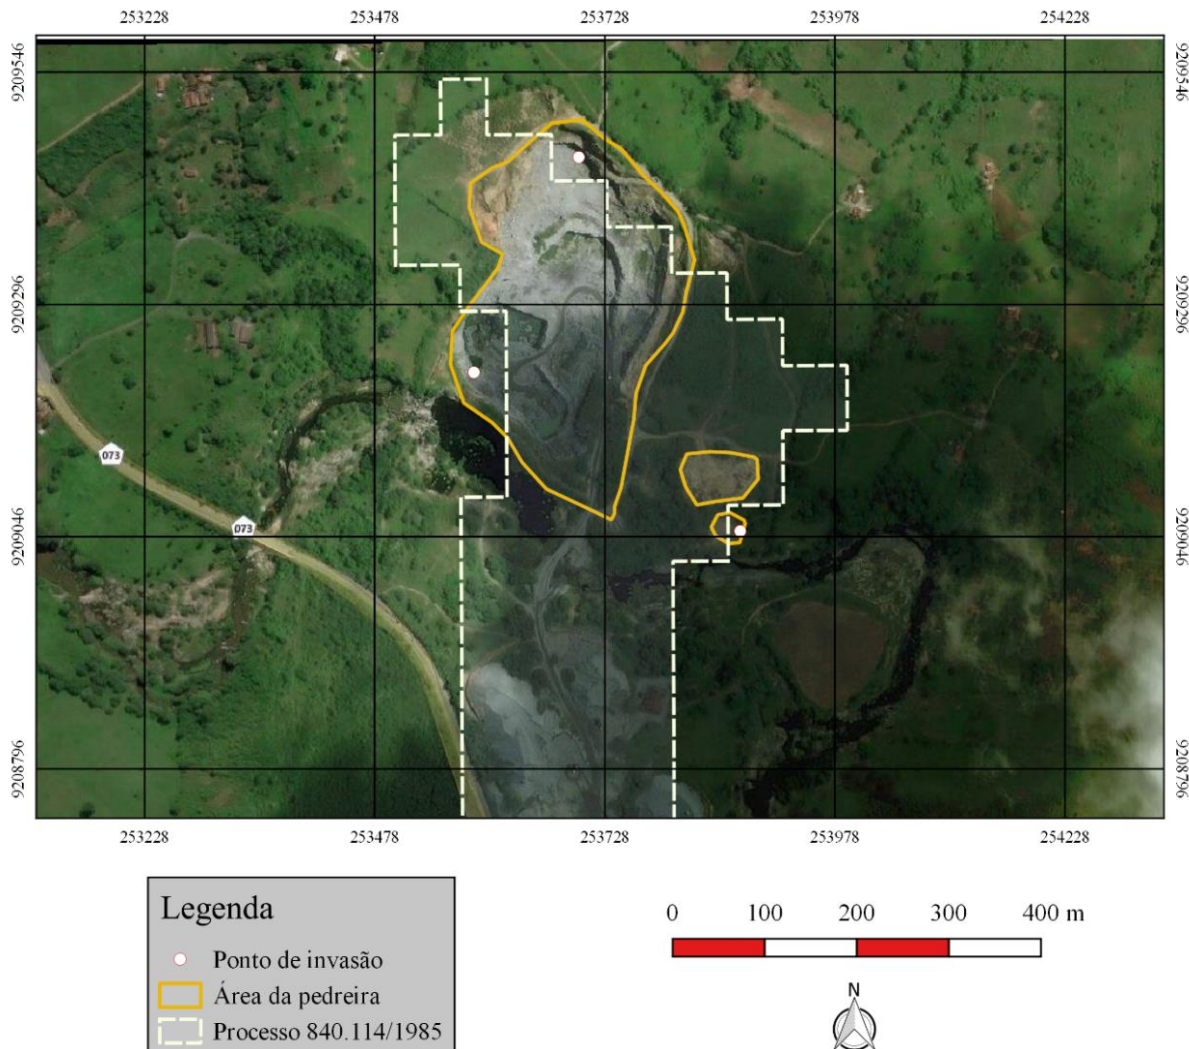 253228 253478 253728 253978 254228
9209546 9209546
9209296 9209296
073
073
9209046 9209046
9208796 9208796
253228 253478 253728 253978 254228
Legenda
Ponto de invasão
Área da pedreira
Processo 840.114/1985
0 100 200 300 400 m
N